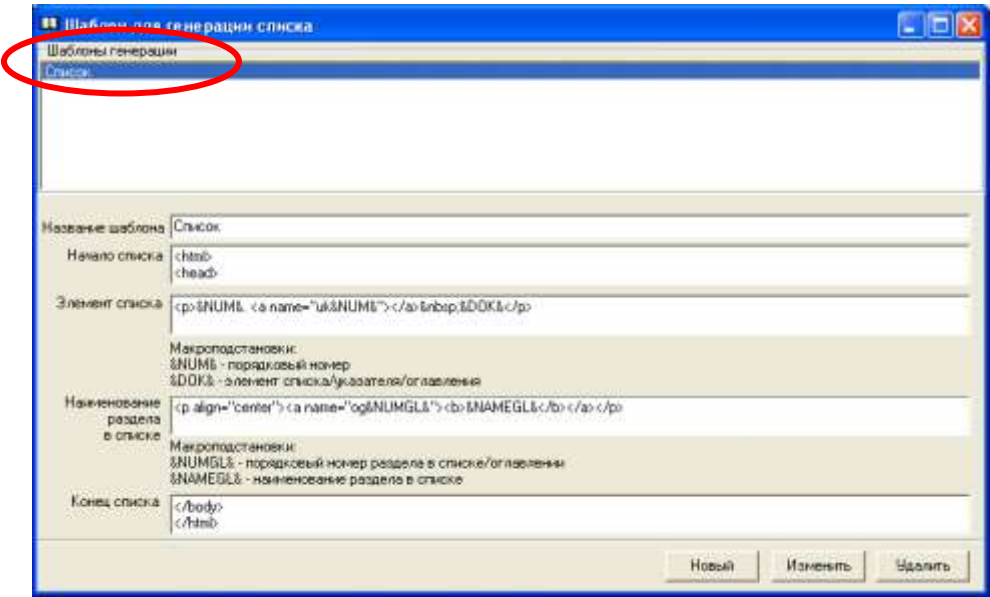 Шаблон для генерации списка
Шаблоны генерации
Список
Название шаблона Список
Начало списка <html>
<head>
Элемент списка <p>&NUM&. <a name="uk&NUM&"></a>&nbsp;&DOK&</p>
Макроподстановки:
&NUM& - порядковый номер
&DOK& - элемент списка/указателя/оглавления
Наименование раздела в списке <p align="center"><a name="og&NUMGL&"><b>&NAMEGL&</b></a></p>
Макроподстановки:
&NUMGL& - порядковый номер раздела в списке/оглавлении
&NAMEGL& - наименование раздела в списке
Конец списка </body>
</html>
Новый Изменить Удалить